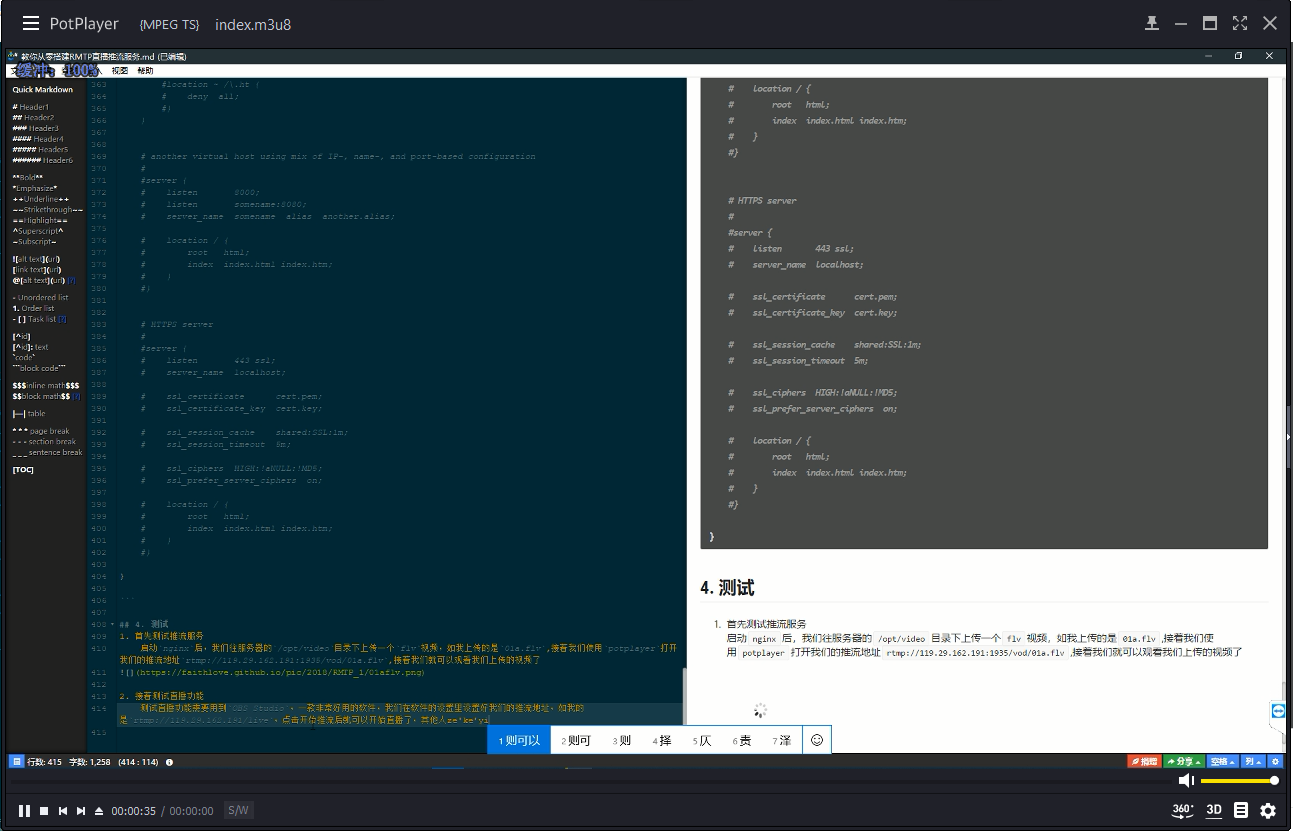 PotPlayer {MPEG TS} index.m3u8
教你从零搭建RMTP直播推流服务.md (已编辑)
缓冲: 100% 视图 帮助
Quick Markdown
# Header1
## Header2
### Header3
#### Header4
##### Header5
###### Header6
**Bold**
*Emphasize*
++Underline++
~~Strikethrough~~
==Highlight==
^Superscript^
~Subscript~
![alt text](url)
[link text](url)
@[alt text](url) [?]
- Unordered list
1. Order list
- [ ] Task list [?]
[^id]
[^id]: text
`code`
```block code```
$$$inline math$$$
$$block math$$ [?]
|---| table
* * * page break
- - - section break
_ _ _ sentence break
[TOC]
363 #location ~ /\.ht {
364 # deny all;
365 #}
366 }
367
368
369 # another virtual host using mix of IP-, name-, and port-based configuration
370 #
371 #server {
372 # listen 8000;
373 # listen somename:8080;
374 # server_name somename alias another.alias;
375
376 # location / {
377 # root html;
378 # index index.html index.htm;
379 # }
380 #}
381
382
383 # HTTPS server
384 #
385 #server {
386 # listen 443 ssl;
387 # server_name localhost;
388
389 # ssl_certificate cert.pem;
390 # ssl_certificate_key cert.key;
391
392 # ssl_session_cache shared:SSL:1m;
393 # ssl_session_timeout 5m;
394
395 # ssl_ciphers HIGH:!aNULL:!MD5;
396 # ssl_prefer_server_ciphers on;
397
398 # location / {
399 # root html;
400 # index index.html index.htm;
401 # }
402 #}
403
404 }
405
406 ```
407
408 ## 4. 测试
409 1. 首先测试推流服务
410 启动`nginx`后，我们往服务器的`/opt/video`目录下上传一个`flv`视频，如我上传的是`01a.flv`,接着我们使用`potplayer`打开
我们的推流地址`rtmp://119.29.162.191:1935/vod/01a.flv`,接着我们就可以观看我们上传的视频了
411 ![](https://faithlove.github.io/pic/2018/RMTP_1/01aflv.png)
412
413 2. 接着测试直播功能
414 测试直播功能需要用到`OBS Studio`，一款非常好用的软件，我们在软件的设置里设置好我们的推流地址，如我的
是`rtmp://119.29.162.192/live`，点击开始推流后就可以开始直播了，其他人ze'ke'yi
415
# location / {
# root html;
# index index.html index.htm;
# }
#}
# HTTPS server
#
#server {
# listen 443 ssl;
# server_name localhost;
# ssl_certificate cert.pem;
# ssl_certificate_key cert.key;
# ssl_session_cache shared:SSL:1m;
# ssl_session_timeout 5m;
# ssl_ciphers HIGH:!aNULL:!MD5;
# ssl_prefer_server_ciphers on;
# location / {
# root html;
# index index.html index.htm;
# }
#}
}
4. 测试
1. 首先测试推流服务
启动 nginx 后，我们往服务器的 /opt/video 目录下上传一个 flv 视频，如我上传的是 01a.flv ,接着我们使
用 potplayer 打开我们的推流地址 rtmp://119.29.162.191:1935/vod/01a.flv ,接着我们就可以观看我们上传的视频了
1 则可以 2 则可 3 则 4 择 5 仄 6 责 7 泽
行数: 415 字数: 1,258 (414 : 114)
捐赠 分享 空格 列
00:00:35 / 00:00:00 S/W
360° 3D